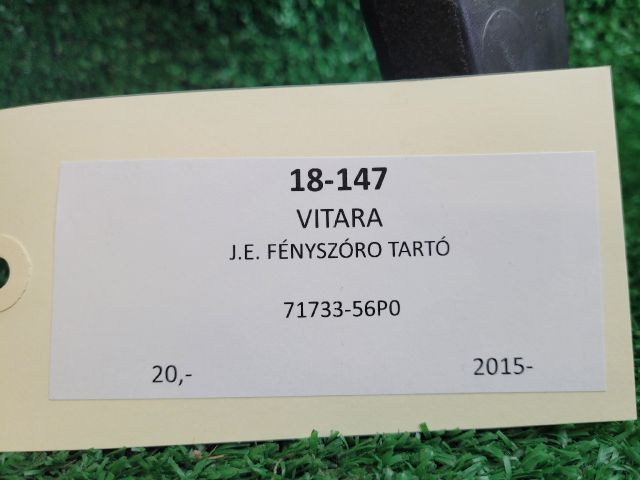 18-147
VITARA
J.E. FÉNYSZÓRO TARTÓ
71733-56P0
20,- 2015-